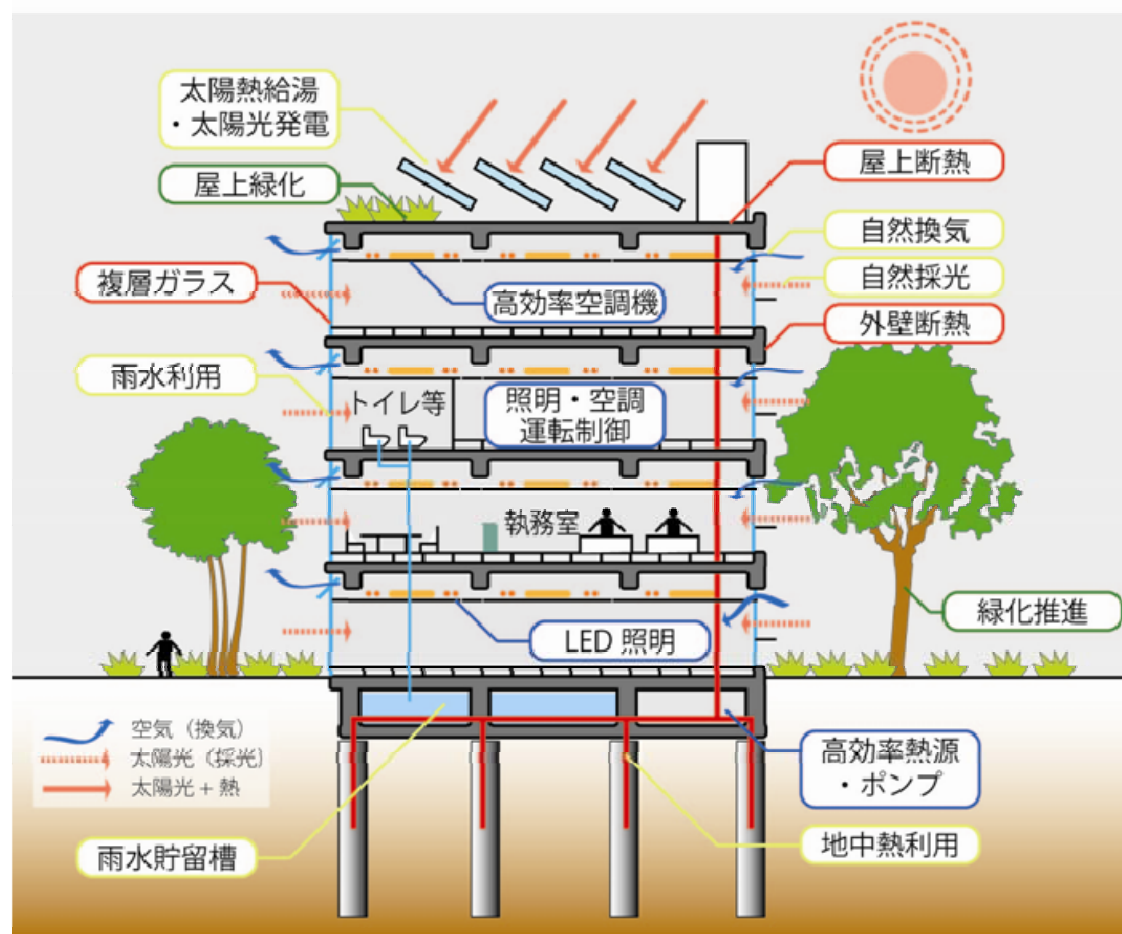 太陽熱給湯
・太陽光発電
屋上断熱
屋上緑化
自然換気
複層ガラス
自然採光
高効率空調機
外壁断熱
雨水利用
トイレ等
照明・空調
運転制御
執務室
緑化推進
LED 照明
空気(換気)
太陽光(採光)
太陽光+熱
高効率熱源
・ポンプ
雨水貯留槽
地中熱利用